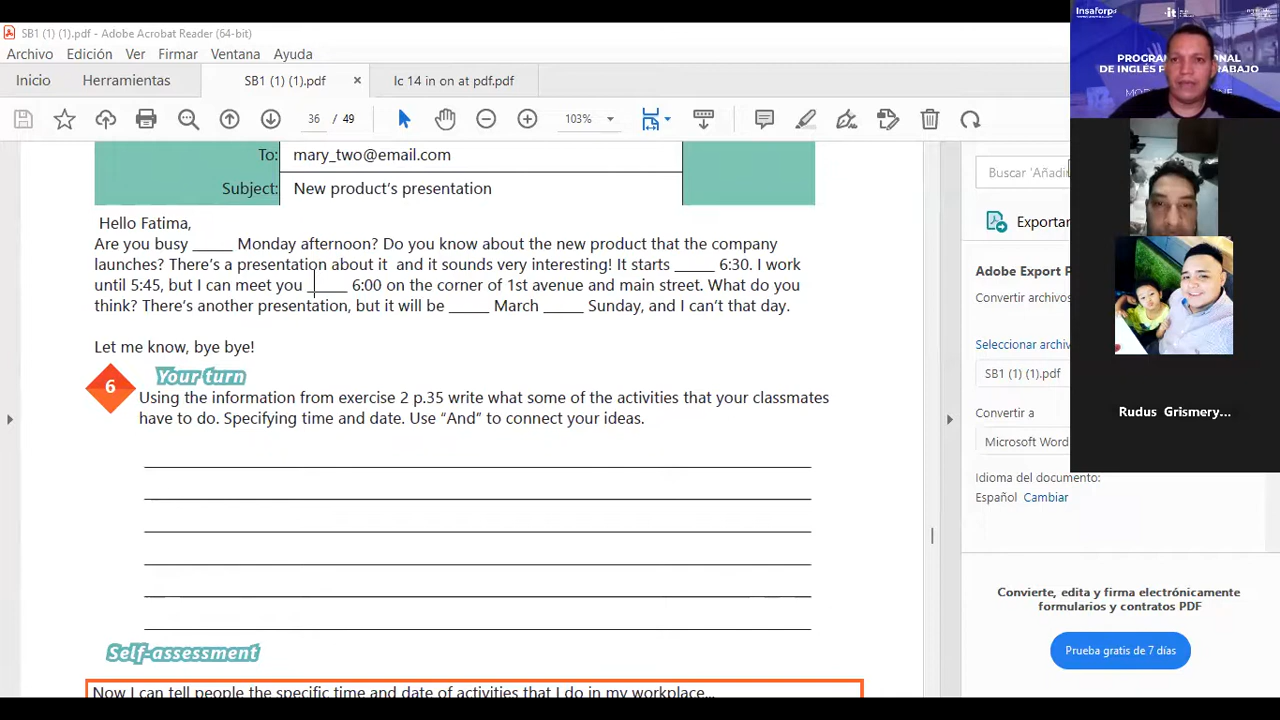 SB1 (1) (1).pdf - Adobe Acrobat Reader (64-bit)
Archivo Edición Ver Firmar Ventana Ayuda
Inicio Herramientas SB1 (1) (1).pdf × Ic 14 in on at pdf.pdf
36 / 49 103%
To: mary_two@email.com
Subject: New product's presentation
Hello Fatima,
Are you busy _____ Monday afternoon? Do you know about the new product that the company
launches? There's a presentation about it and it sounds very interesting! It starts _____ 6:30. I work
until 5:45, but I can meet you _____ 6:00 on the corner of 1st avenue and main street. What do you
think? There's another presentation, but it will be _____ March _____ Sunday, and I can't that day.
Let me know, bye bye!
6 Your turn
Using the information from exercise 2 p.35 write what some of the activities that your classmates
have to do. Specifying time and date. Use “And” to connect your ideas.
Self-assessment
Now I can tell people the specific time and date of activities that I do in my workplace...
Buscar 'Añadi
Exportar
Adobe Export P
Convertir archivos
Seleccionar archiv
SB1 (1) (1).pdf
Convertir a
Microsoft Word
Idioma del documento:
Español Cambiar
Convierte, edita y firma electrónicamente
formularios y contratos PDF
Prueba gratis de 7 días
Insaforp
it
Rudus Grismery...